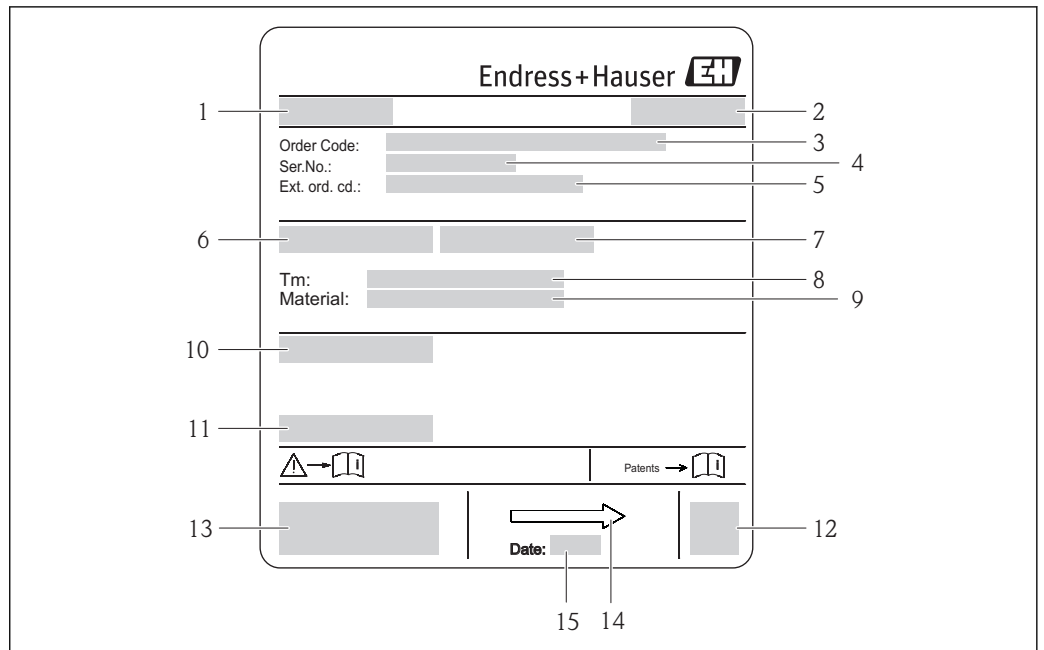 Endress+Hauser EH
1 2
Order Code: 3
Ser.No.: 4
Ext. ord. cd.: 5
6 7
Tm: 8
Material: 9
10
11
Patents
13 Date: 12
15 14